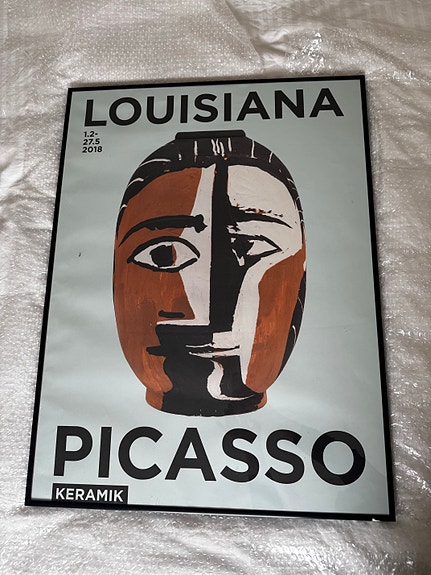 LOUISIANA
1.2-
27.5
2018
PICASSO
KERAMIK